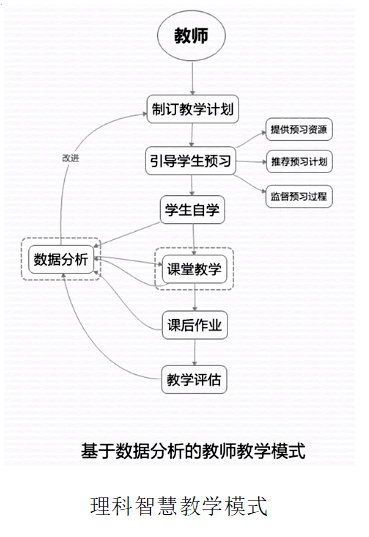 教师
制订教学计划
引导学生预习
提供预习资源
推荐预习计划
监督预习过程
改进
学生自学
数据分析
课堂教学
课后作业
教学评估
基于数据分析的教师教学模式
理科智慧教学模式